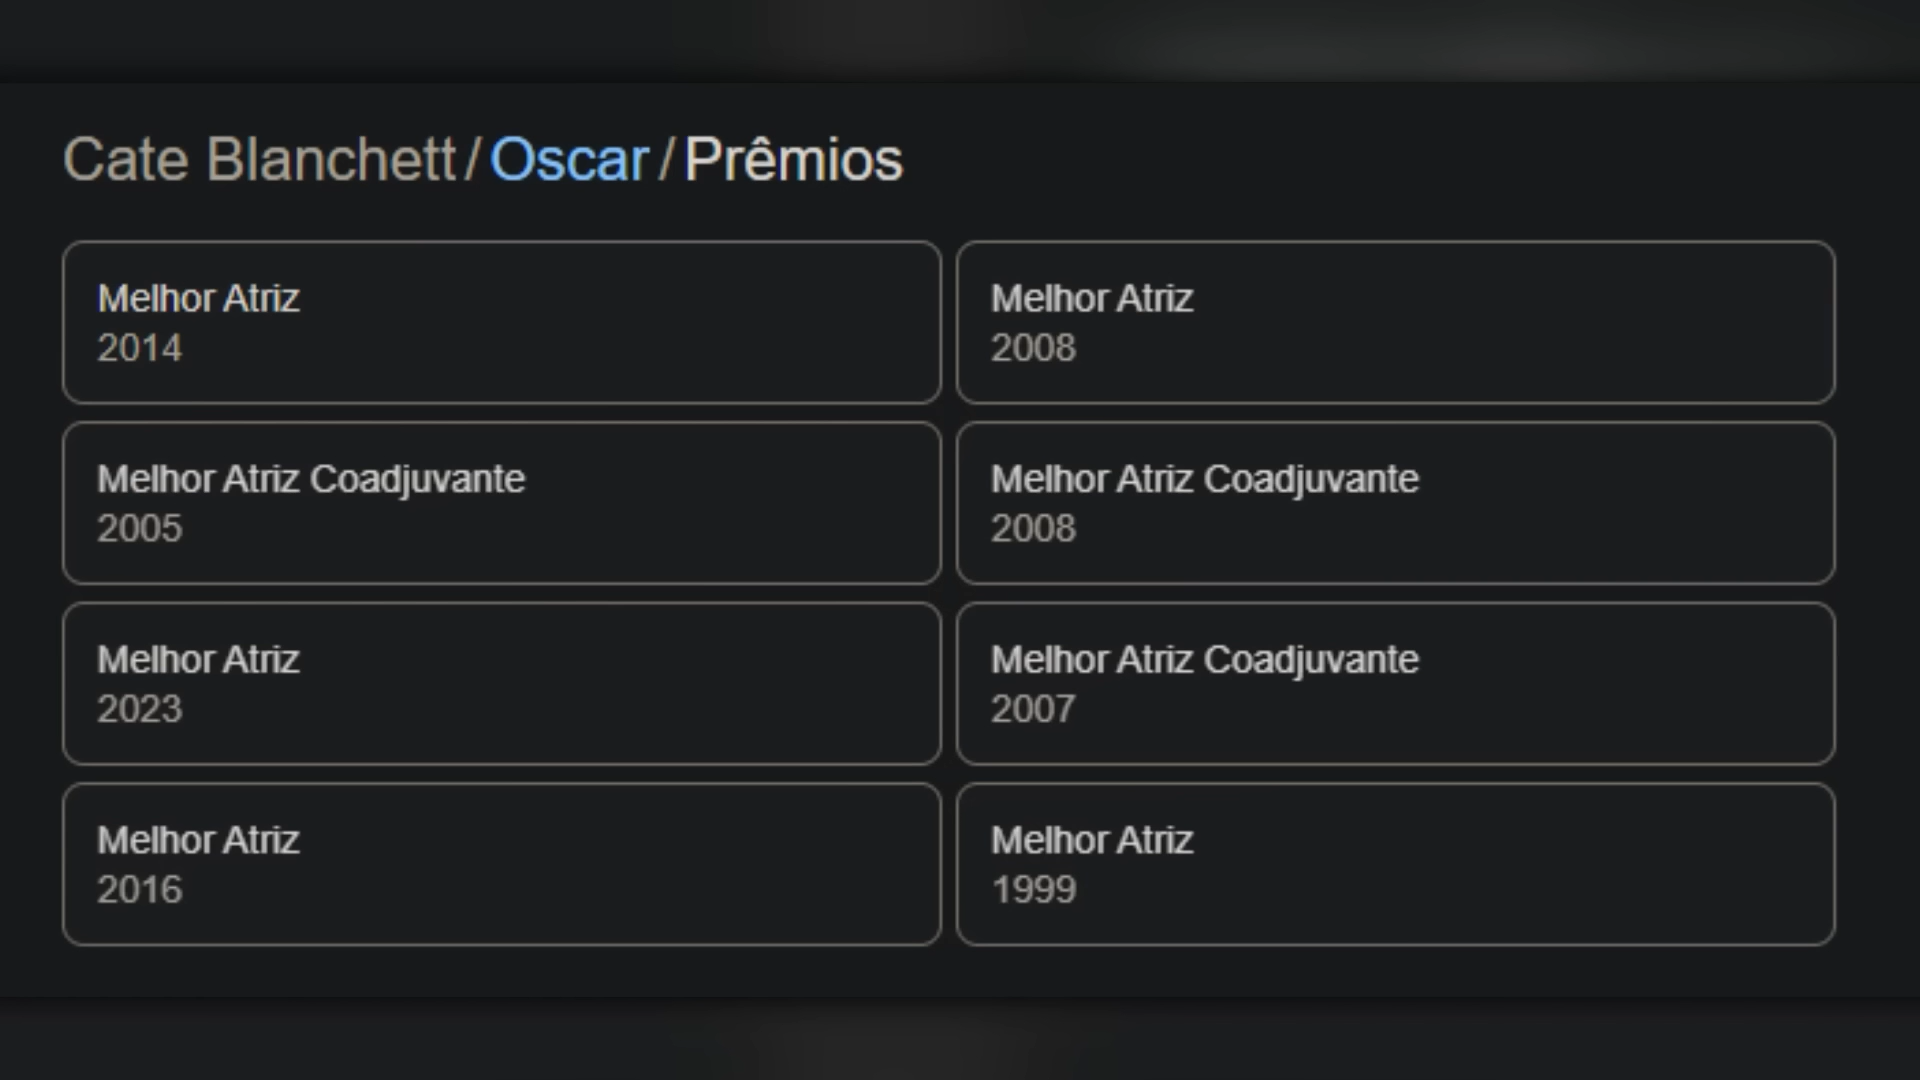 Cate Blanchett / Oscar / Prêmios
Melhor Atriz
2014
Melhor Atriz
2008
Melhor Atriz Coadjuvante
2005
Melhor Atriz Coadjuvante
2008
Melhor Atriz
2023
Melhor Atriz Coadjuvante
2007
Melhor Atriz
2016
Melhor Atriz
1999